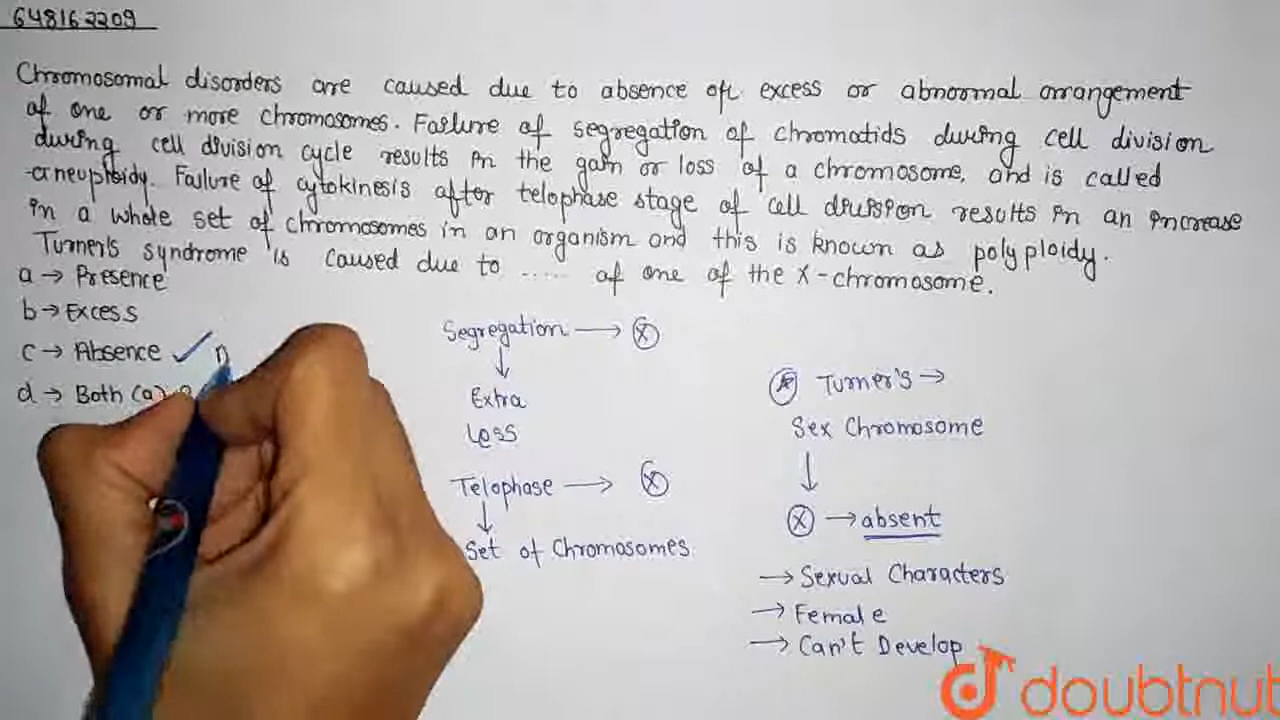 648162209
Chromosomal disorders are caused due to absence or excess or abnormal arrangement
of one or more chromosomes. Failure of segregation of chromatids during cell division
during cell division cycle results in the gain or loss of a chromosome, and is called
-aneuploidy. Failure of cytokinesis after telophase stage of cell division results in an increase
in a whole set of chromosomes in an organism and this is known as polyploidy.
Turner's syndrome is caused due to ..... of one of the X-chromosome.
a → Presence
b → Excess
c → Absence ✓
d → Both (a)
Segregation → X
↓
Extra
Loss
Telophase → X
↓
Set of Chromosomes
Turner's →
Sex Chromosome
↓
X → absent
→ Sexual Characters
→ Female
→ Can't Develop
doubtnut